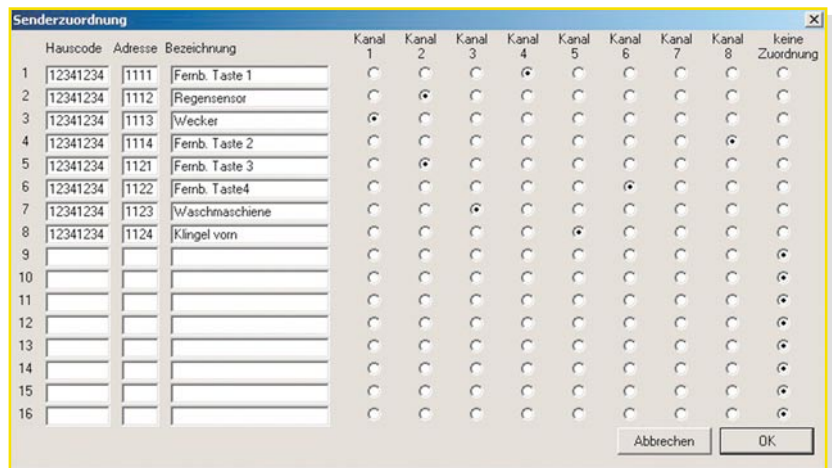 Senderzuordnung
Hauscode Adresse Bezeichnung Kanal 1 Kanal 2 Kanal 3 Kanal 4 Kanal 5 Kanal 6 Kanal 7 Kanal 8 keine Zuordnung
1 12341234 1111 Fernb. Taste 1
2 12341234 1112 Regensensor
3 12341234 1113 Wecker
4 12341234 1114 Fernb. Taste 2
5 12341234 1121 Fernb. Taste 3
6 12341234 1122 Fernb. Taste4
7 12341234 1123 Waschmaschiene
8 12341234 1124 Klingel vorn
9
10
11
12
13
14
15
16
Abbrechen OK